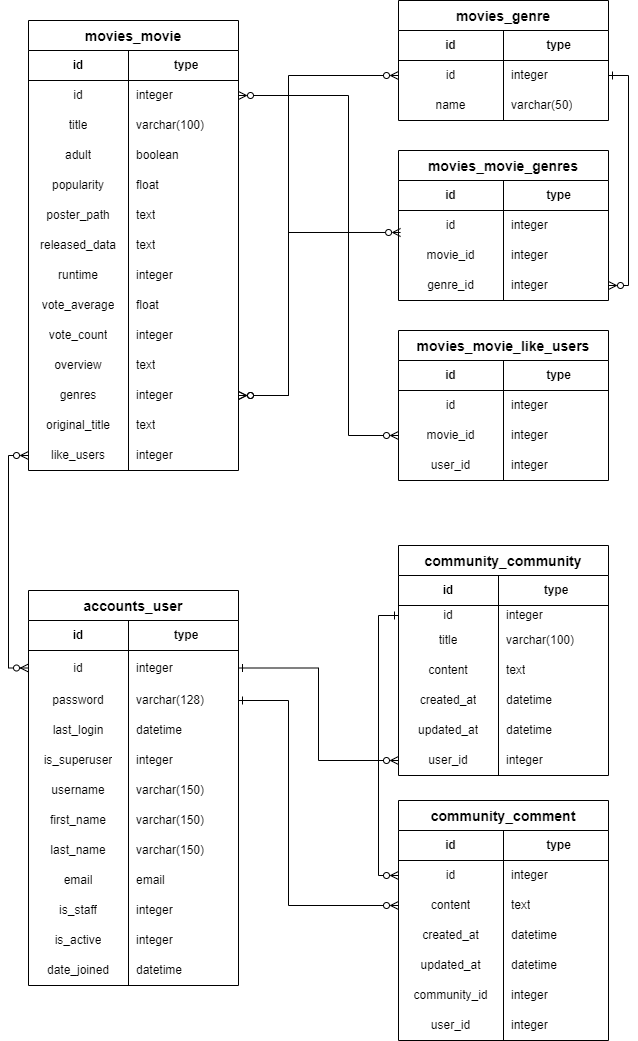 movies_movie
id type
id integer
title varchar(100)
adult boolean
popularity float
poster_path text
released_data text
runtime integer
vote_average float
vote_count integer
overview text
genres integer
original_title text
like_users integer
movies_genre
id type
id integer
name varchar(50)
movies_movie_genres
id type
id integer
movie_id integer
genre_id integer
movies_movie_like_users
id type
id integer
movie_id integer
user_id integer
accounts_user
id type
id integer
password varchar(128)
last_login datetime
is_superuser integer
username varchar(150)
first_name varchar(150)
last_name varchar(150)
email email
is_staff integer
is_active integer
date_joined datetime
community_community
id type
id integer
title varchar(100)
content text
created_at datetime
updated_at datetime
user_id integer
community_comment
id type
id integer
content text
created_at datetime
updated_at datetime
community_id integer
user_id integer